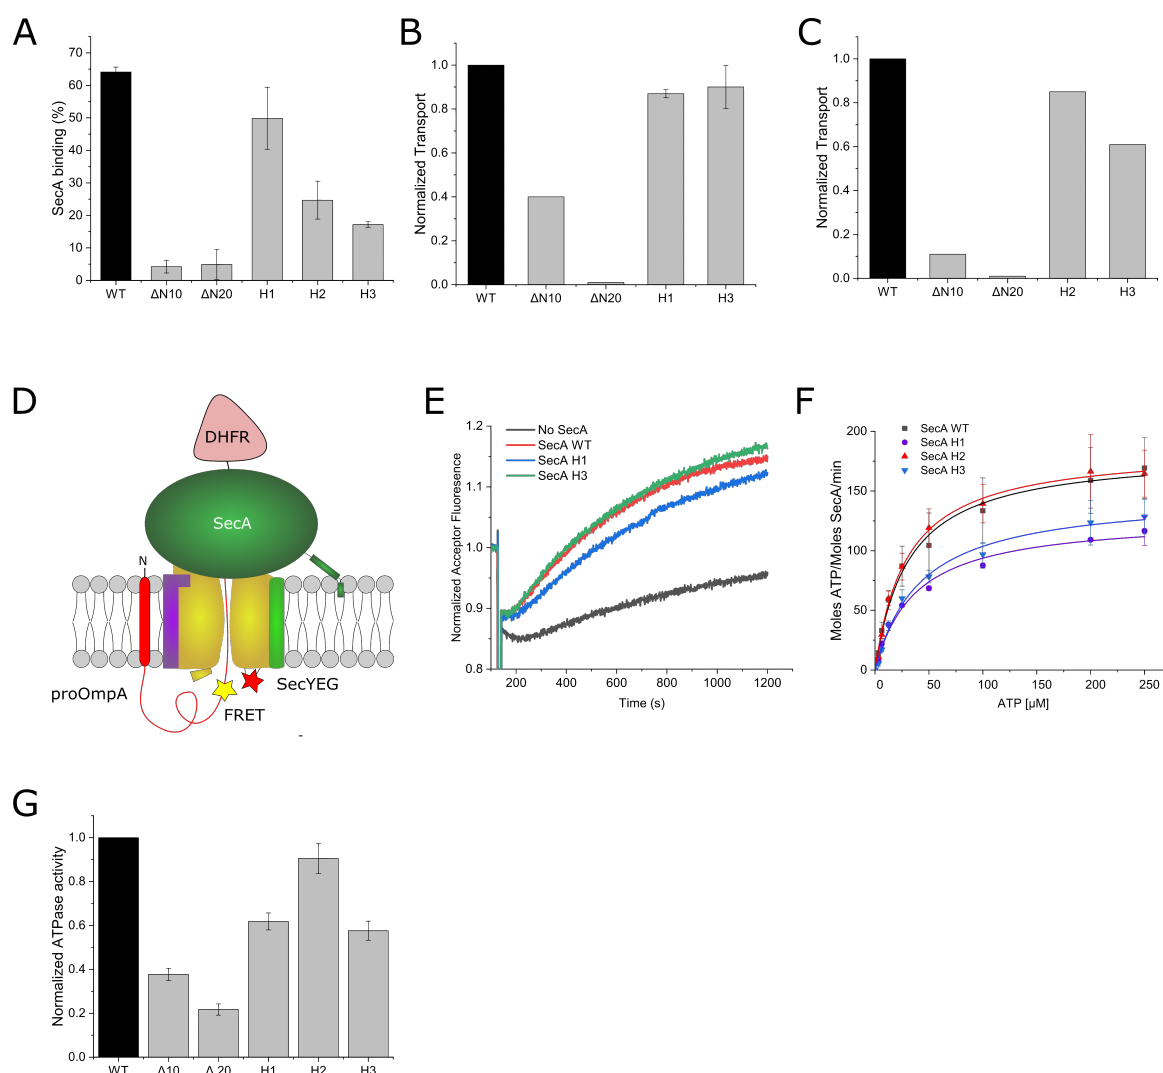 A
SecA binding (%)
70
60
50
40
30
20
10
0
WT ΔN10 ΔN20 H1 H2 H3
B
Normalized Transport
1.0
0.8
0.6
0.4
0.2
0.0
WT ΔN10 ΔN20 H1 H3
C
Normalized Transport
1.0
0.8
0.6
0.4
0.2
0.0
WT ΔN10 ΔN20 H2 H3
D
DHFR
SecA
N
proOmpA
SecYEG
FRET
-
E
Normalized Acceptor Fluoresence
1.2
1.1
1.0
0.9
0.8
No SecA
SecA WT
SecA H1
SecA H3
200 400 600 800 1000 1200
Time (s)
F
Moles ATP/Moles SecA/min
200
150
100
50
0
SecA WT
SecA H1
SecA H2
SecA H3
0 50 100 150 200 250
ATP [µM]
G
Normalized ATPase activity
1.0
0.8
0.6
0.4
0.2
0.0
WT Δ10 Δ 20 H1 H2 H3